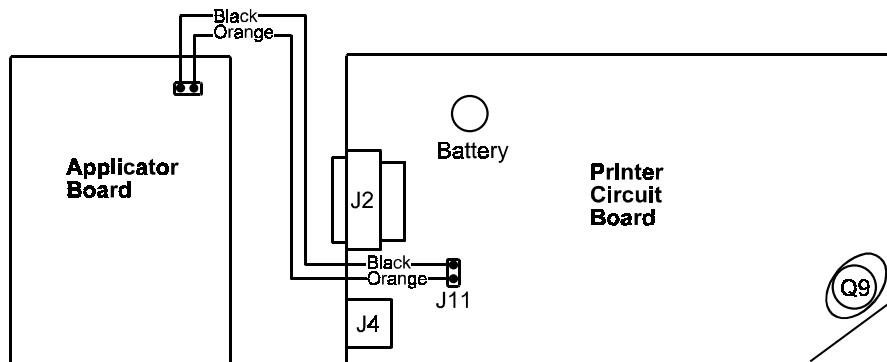 Black
Orange
Applicator
Board
Battery
Printer
Circuit
Board
J2
Black
Orange
J11
J4
Q9